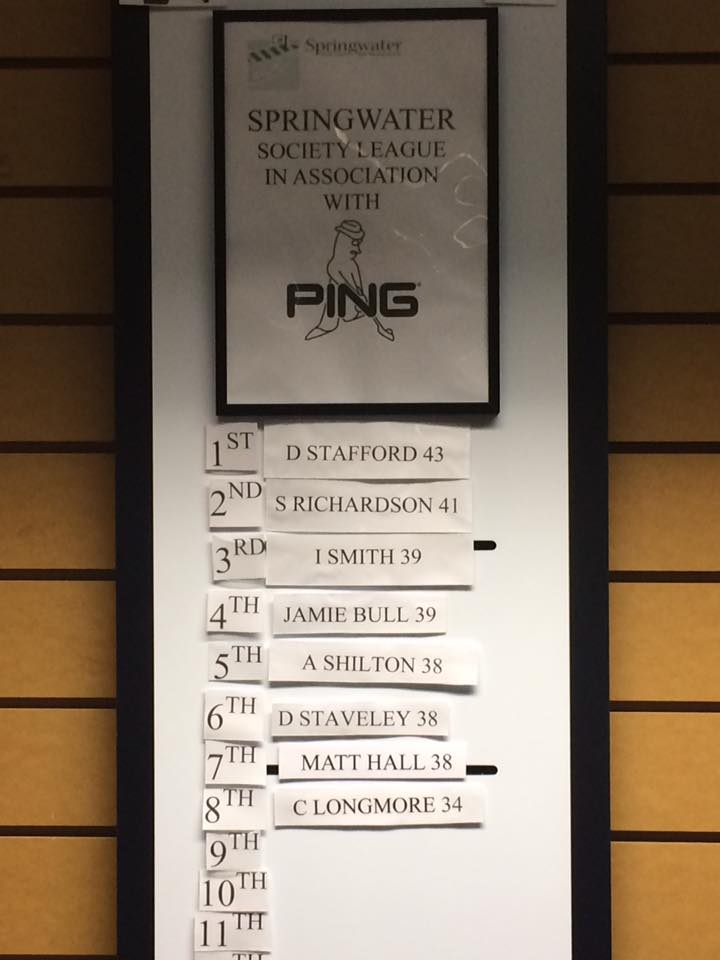 Springwater
SPRINGWATER
SOCIETY LEAGUE
IN ASSOCIATION
WITH
PING
1ST D STAFFORD 43
2ND S RICHARDSON 41
3RD I SMITH 39
4TH JAMIE BULL 39
5TH A SHILTON 38
6TH D STAVELEY 38
7TH MATT HALL 38
8TH C LONGMORE 34
9TH
10TH
11TH
TH